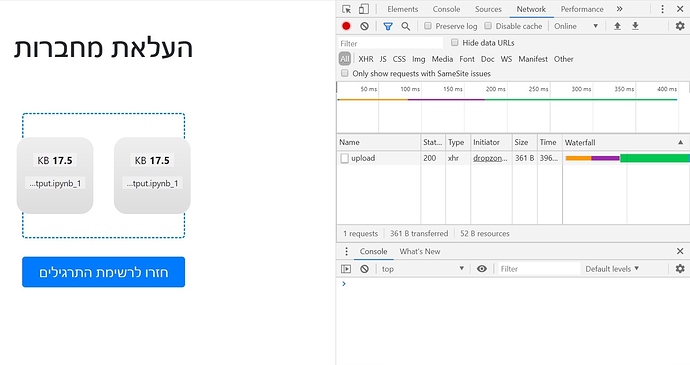 העלאת מחברות
KB 17.5
KB 17.5
...tput.ipynb_1
...tput.ipynb_1
חזרו לרשימת התרגילים
Elements Console Sources Network Performance »
Preserve log Disable cache Online
Filter Hide data URLs
All XHR JS CSS Img Media Font Doc WS Manifest Other
Only show requests with SameSite issues
50 ms 100 ms 150 ms 200 ms 250 ms 300 ms 350 ms 400 ms
Name Stat... Type Initiator Size Time Waterfall
upload 200 xhr dropzon... 361 B 396...
1 requests 361 B transferred 52 B resources
Console What's New
top Filter Default levels